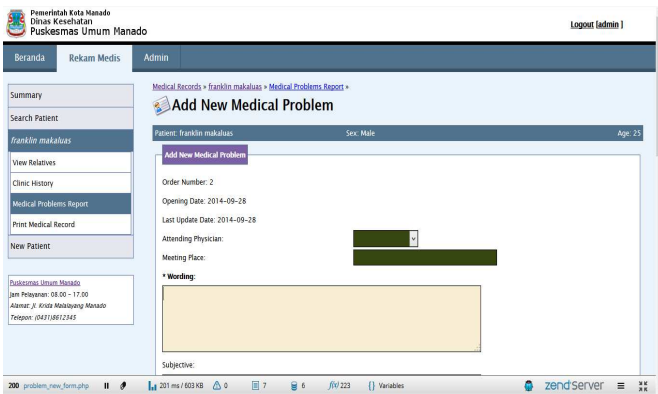 Pemerintah Kota Manado
Dinas Kesehatan
Puskesmas Umum Manado
Logout [admin ]
Beranda Rekam Medis Admin
Summary
Search Patient
franklin makaluas
View Relatives
Clinic History
Medical Problems Report
Print Medical Record
New Patient
Puskesmas Umum Manado
Jam Pelayanan: 08.00 - 17.00
Alamat: Jl. Krida Malalayang Manado
Telepon: (0431)8612345
Medical Records » franklin makaluas » Medical Problems Report »
Add New Medical Problem
Patient: franklin makaluas Sex: Male Age: 25
Add New Medical Problem
Order Number: 2
Opening Date: 2014-09-28
Last Update Date: 2014-09-28
Attending Physician:
Meeting Place:
* Wording:
Subjective:
200 problem_new_form.php 201 ms / 603 KB 0 7 6 f(x) 223 {} Variables zend server